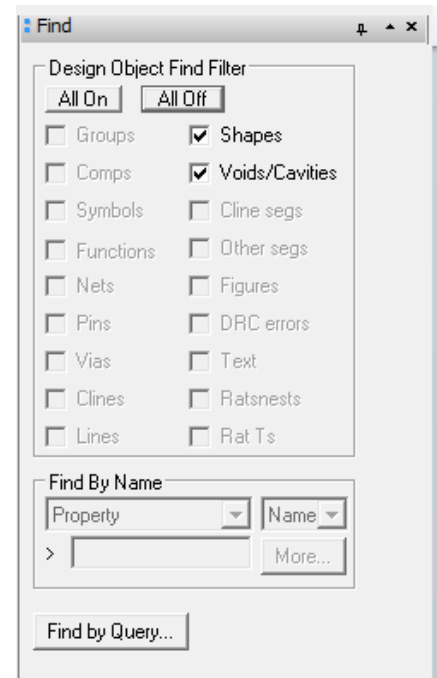 Find
Design Object Find Filter
All On All Off
Groups Shapes
Comps Voids/Cavities
Symbols Cline segs
Functions Other segs
Nets Figures
Pins DRC errors
Vias Text
Clines Ratsnests
Lines Rat Ts
Find By Name
Property Name
> More...
Find by Query...